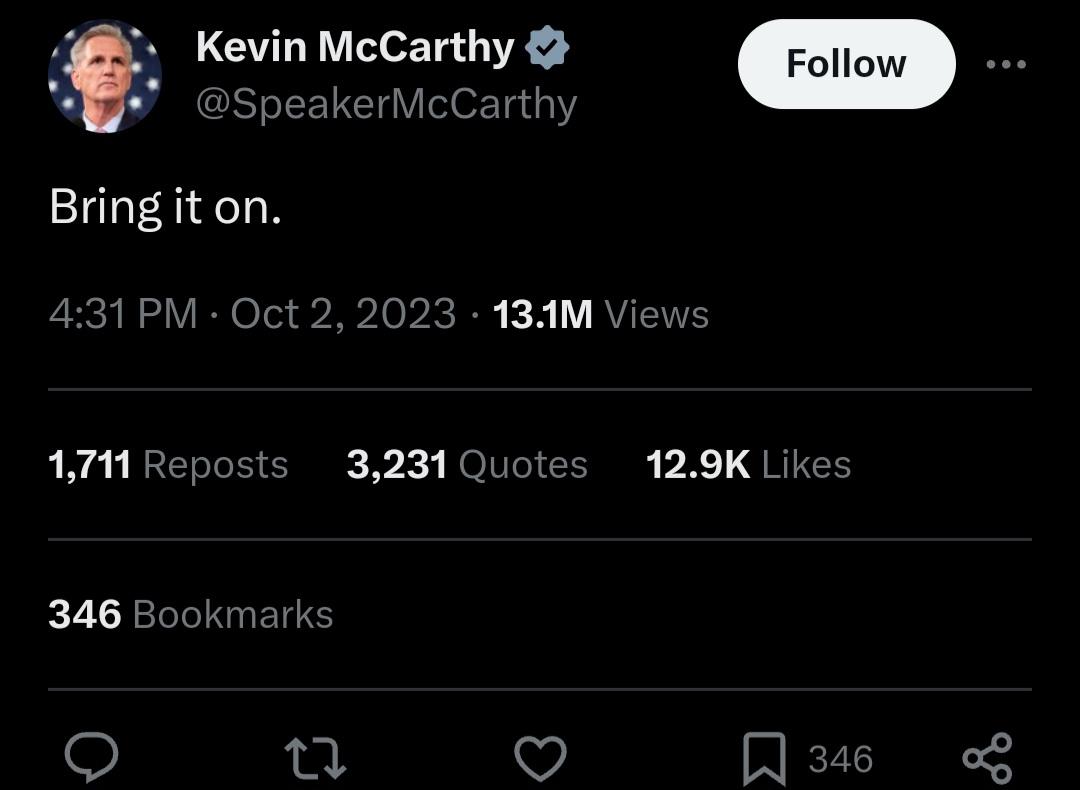 Kevin McCarthy
Follow
@SpeakerMcCarthy
Bring it on.
4:31 PM · Oct 2, 2023 · 13.1M Views
1,711 Reposts 3,231 Quotes 12.9K Likes
346 Bookmarks
346